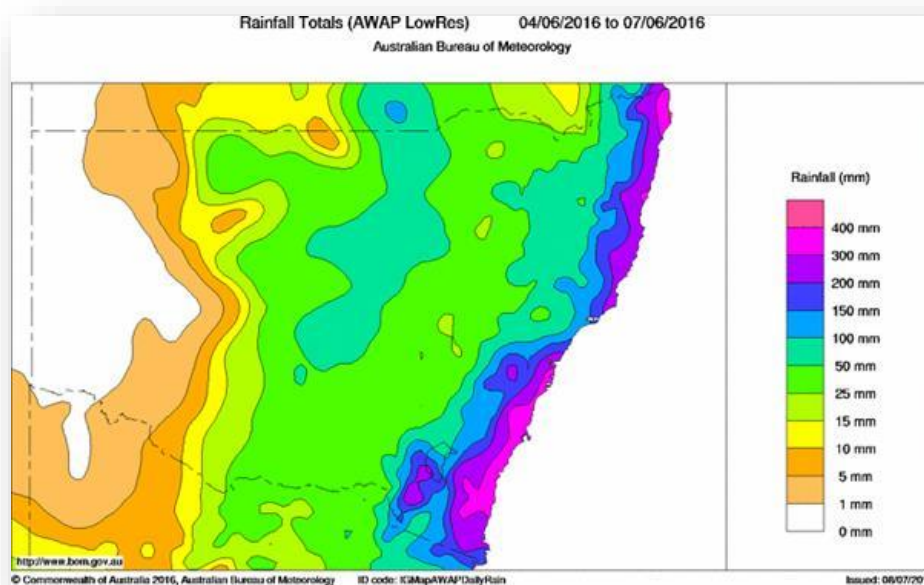 Rainfall Totals (AWAP LowRes) 04/06/2016 to 07/06/2016
Australian Bureau of Meteorology
Rainfall (mm)
400 mm
300 mm
200 mm
150 mm
100 mm
50 mm
25 mm
15 mm
10 mm
5 mm
1 mm
0 mm
http://www.bom.gov.au
© Commonwealth of Australia 2016, Australian Bureau of Meteorology ID code: IGMapAWAPDailyRain Issued: